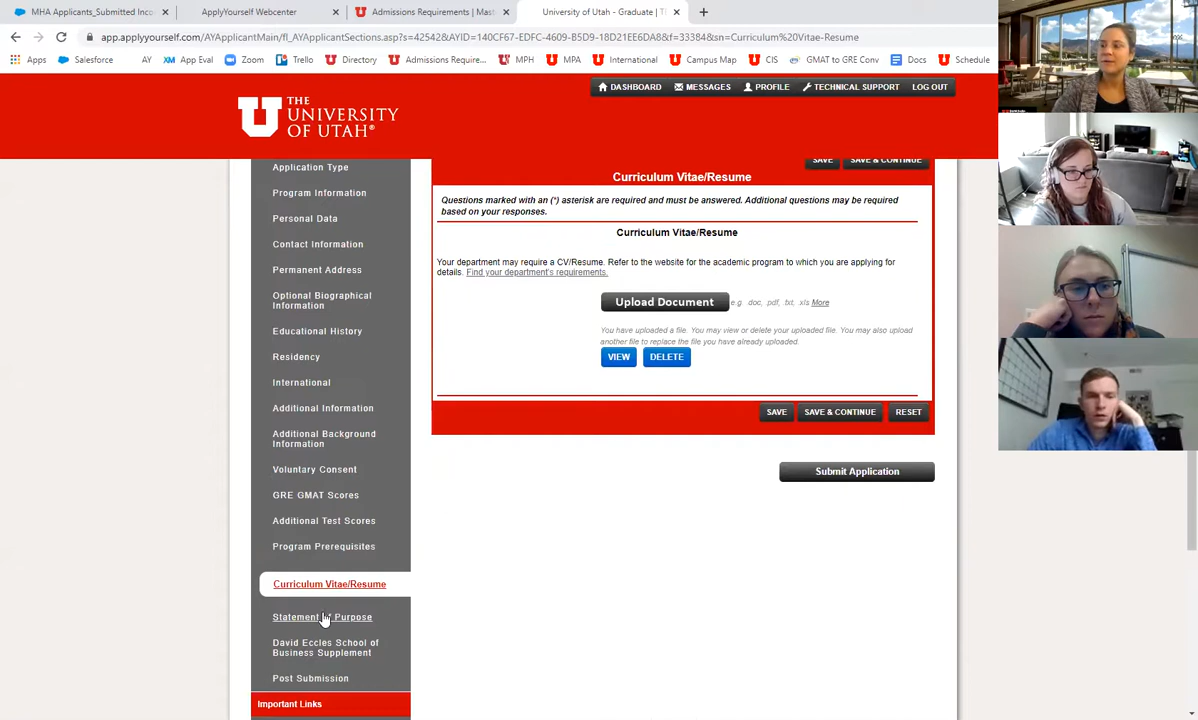 MHA Applicants_Submitted Inco
ApplyYourself Webcenter
Admissions Requirements | Mast
University of Utah - Graduate | T
app.applyyourself.com/AYApplicantMain/fl_AYApplicantSections.asp?s=42542&AYID=140CF67-EDFC-4609-B5D9-18D21EE6DA8&f=33384&sn=Curriculum%20Vitae-Resume
Apps Salesforce AY App Eval Zoom Trello Directory Admissions Require... MPH MPA International Campus Map CIS GMAT to GRE Conv Docs Schedule
DASHBOARD MESSAGES PROFILE TECHNICAL SUPPORT LOG OUT
THE
UNIVERSITY
OF UTAH®
Application Type
Program Information
Personal Data
Contact Information
Permanent Address
Optional Biographical
Information
Educational History
Residency
International
Additional Information
Additional Background
Information
Voluntary Consent
GRE GMAT Scores
Additional Test Scores
Program Prerequisites
Curriculum Vitae/Resume
Statement of Purpose
David Eccles School of
Business Supplement
Post Submission
Important Links
SAVE SAVE & CONTINUE
Curriculum Vitae/Resume
Questions marked with an (*) asterisk are required and must be answered. Additional questions may be required
based on your responses.
Curriculum Vitae/Resume
Your department may require a CV/Resume. Refer to the website for the academic program to which you are applying for
details. Find your department's requirements.
Upload Document e.g .doc, .pdf, .txt, .xls More
You have uploaded a file. You may view or delete your uploaded file. You may also upload
another file to replace the file you have already uploaded.
VIEW DELETE
SAVE SAVE & CONTINUE RESET
Submit Application